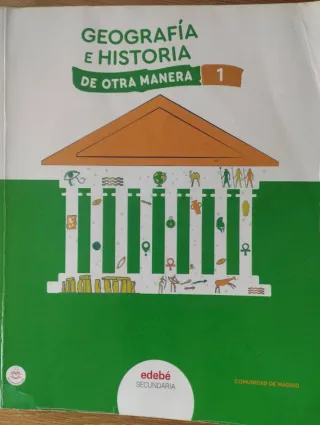 GEOGRAFÍA
E HISTORIA
DE OTRA MANERA 1
edebé
SECUNDARIA
COMUNIDAD DE MADRID